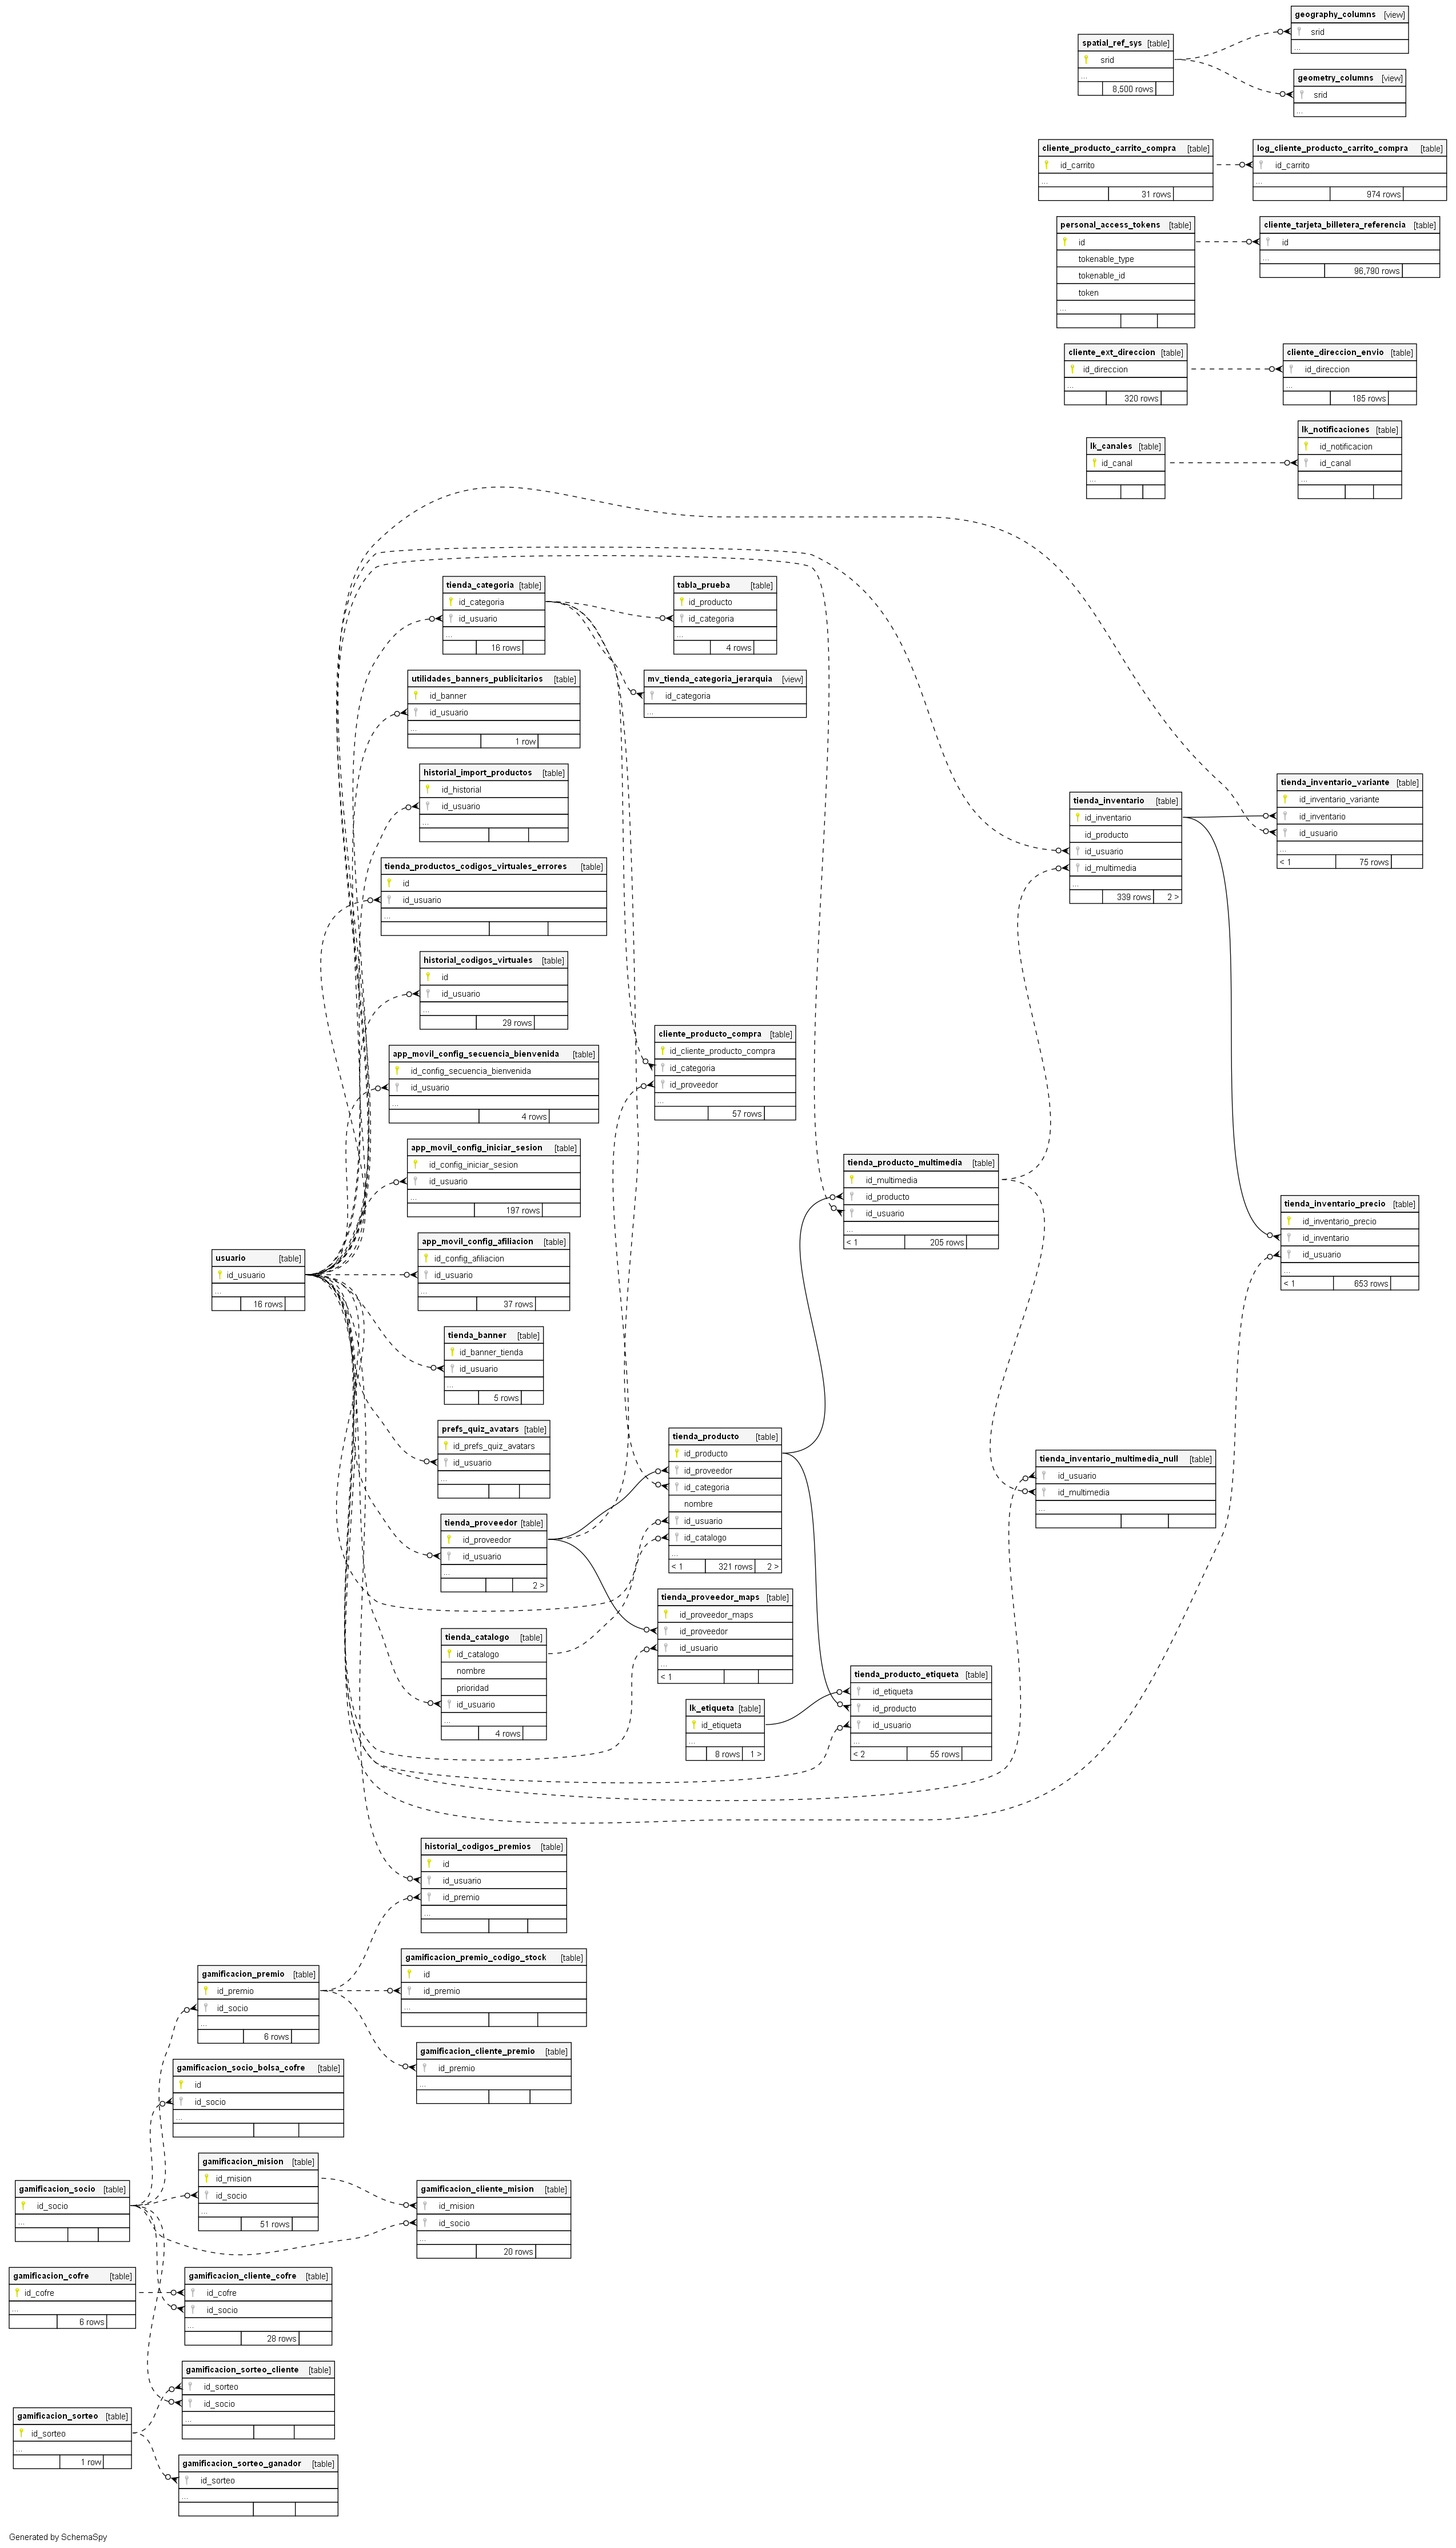 geography_columns [view]
srid
...
spatial_ref_sys [table]
srid
...
8,500 rows
geometry_columns [view]
srid
...
cliente_producto_carrito_compra [table]
id_carrito
...
31 rows
log_cliente_producto_carrito_compra [table]
id_carrito
...
974 rows
personal_access_tokens [table]
id
tokenable_type
tokenable_id
token
...
cliente_tarjeta_billetera_referencia [table]
id
...
96,790 rows
cliente_ext_direccion [table]
id_direccion
...
320 rows
cliente_direccion_envio [table]
id_direccion
...
185 rows
lk_canales [table]
id_canal
...
lk_notificaciones [table]
id_notificacion
id_canal
...
tienda_categoria [table]
id_categoria
id_usuario
...
16 rows
tabla_prueba [table]
id_producto
id_categoria
...
4 rows
utilidades_banners_publicitarios [table]
id_banner
id_usuario
...
1 row
mv_tienda_categoria_jerarquia [view]
id_categoria
...
historial_import_productos [table]
id_historial
id_usuario
...
tienda_inventario [table]
id_inventario
id_producto
id_usuario
id_multimedia
...
339 rows 2 >
tienda_inventario_variante [table]
id_inventario_variante
id_inventario
id_usuario
...
< 1 75 rows
tienda_productos_codigos_virtuales_errores [table]
id
id_usuario
...
historial_codigos_virtuales [table]
id
id_usuario
...
29 rows
cliente_producto_compra [table]
id_cliente_producto_compra
id_categoria
id_proveedor
...
57 rows
app_movil_config_secuencia_bienvenida [table]
id_config_secuencia_bienvenida
id_usuario
...
4 rows
app_movil_config_iniciar_sesion [table]
id_config_iniciar_sesion
id_usuario
...
197 rows
tienda_producto_multimedia [table]
id_multimedia
id_producto
id_usuario
...
< 1 205 rows
tienda_inventario_precio [table]
id_inventario_precio
id_inventario
id_usuario
...
< 1 653 rows
usuario [table]
id_usuario
...
16 rows
app_movil_config_afiliacion [table]
id_config_afiliacion
id_usuario
...
37 rows
tienda_banner [table]
id_banner_tienda
id_usuario
...
5 rows
prefs_quiz_avatars [table]
id_prefs_quiz_avatars
id_usuario
...
tienda_producto [table]
id_producto
id_proveedor
id_categoria
nombre
id_usuario
id_catalogo
...
< 1 321 rows 2 >
tienda_inventario_multimedia_null [table]
id_usuario
id_multimedia
...
tienda_proveedor [table]
id_proveedor
id_usuario
...
2 >
tienda_proveedor_maps [table]
id_proveedor_maps
id_proveedor
id_usuario
...
< 1
tienda_catalogo [table]
id_catalogo
nombre
prioridad
id_usuario
...
4 rows
lk_etiqueta [table]
id_etiqueta
...
8 rows 1 >
tienda_producto_etiqueta [table]
id_etiqueta
id_producto
id_usuario
...
< 2 55 rows
historial_codigos_premios [table]
id
id_usuario
id_premio
...
gamificacion_premio [table]
id_premio
id_socio
...
6 rows
gamificacion_premio_codigo_stock [table]
id
id_premio
...
gamificacion_cliente_premio [table]
id_premio
...
gamificacion_socio_bolsa_cofre [table]
id
id_socio
...
gamificacion_mision [table]
id_mision
id_socio
...
51 rows
gamificacion_socio [table]
id_socio
...
gamificacion_cliente_mision [table]
id_mision
id_socio
...
20 rows
gamificacion_cofre [table]
id_cofre
...
6 rows
gamificacion_cliente_cofre [table]
id_cofre
id_socio
...
28 rows
gamificacion_sorteo_cliente [table]
id_sorteo
id_socio
...
gamificacion_sorteo [table]
id_sorteo
...
1 row
gamificacion_sorteo_ganador [table]
id_sorteo
...
Generated by SchemaSpy